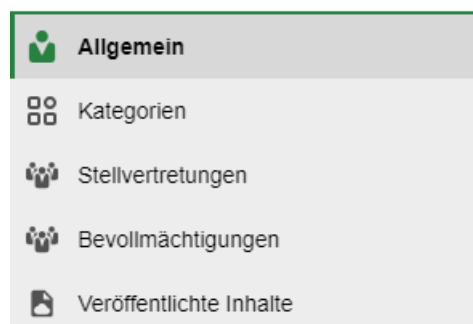 Allgemein
Kategorien
Stellvertretungen
Bevollmächtigungen
Veröffentlichte Inhalte